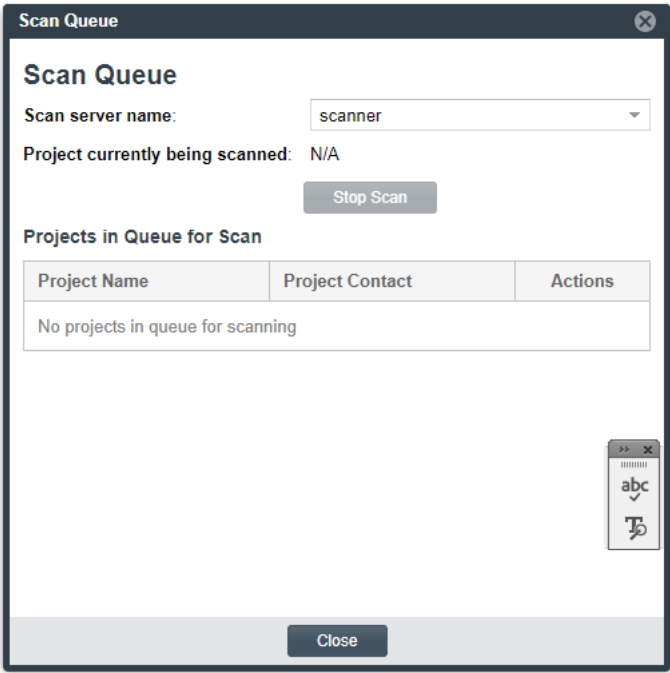 Scan Queue
Scan Queue
Scan server name: scanner
Project currently being scanned: N/A
Stop Scan
Projects in Queue for Scan
Project Name Project Contact Actions
No projects in queue for scanning
abc
T
Close